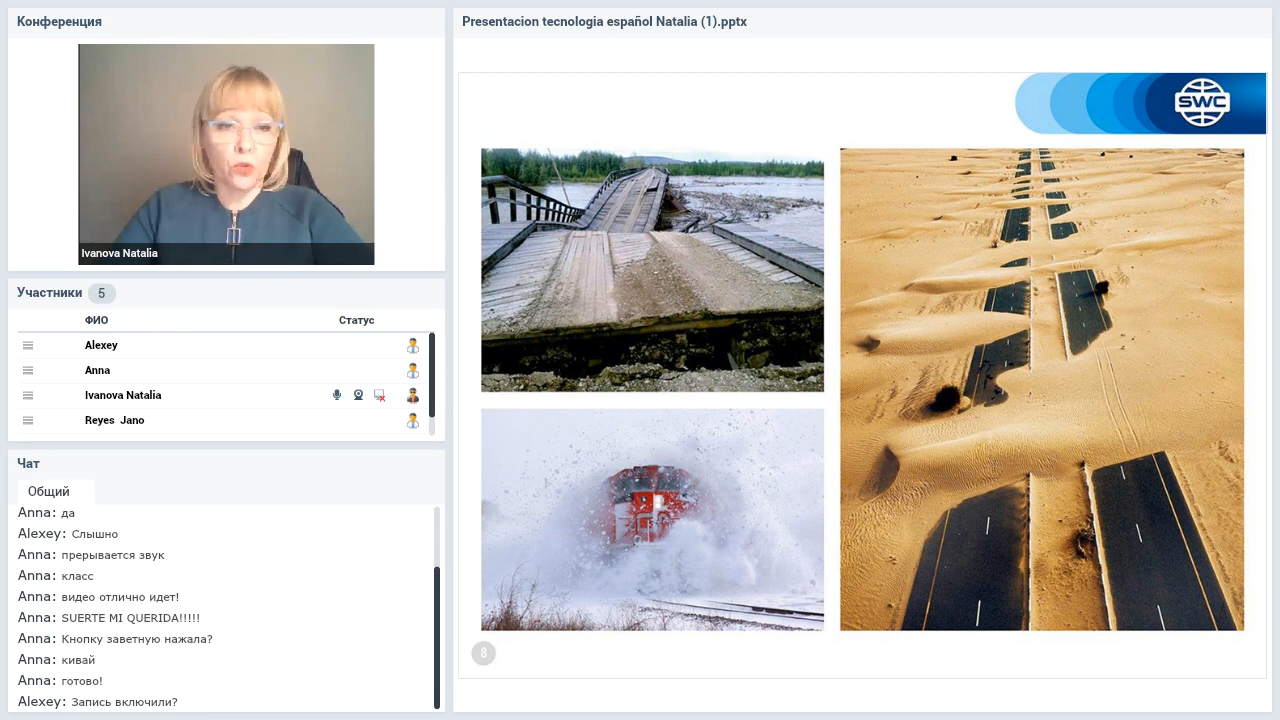 Конференция
Ivanova Natalia
Участники 5
ФИО Статус
Alexey
Anna
Ivanova Natalia
Reyes Jano
Чат
Общий
Anna: да
Alexey: Слышно
Anna: прерывается звук
Anna: класс
Anna: видео отлично идет!
Anna: SUERTE MI QUERIDA!!!!!
Anna: Кнопку заветную нажала?
Anna: кивай
Anna: готово!
Alexey: Запись включили?
Presentacion tecnologia español Natalia (1).pptx
SWC
8